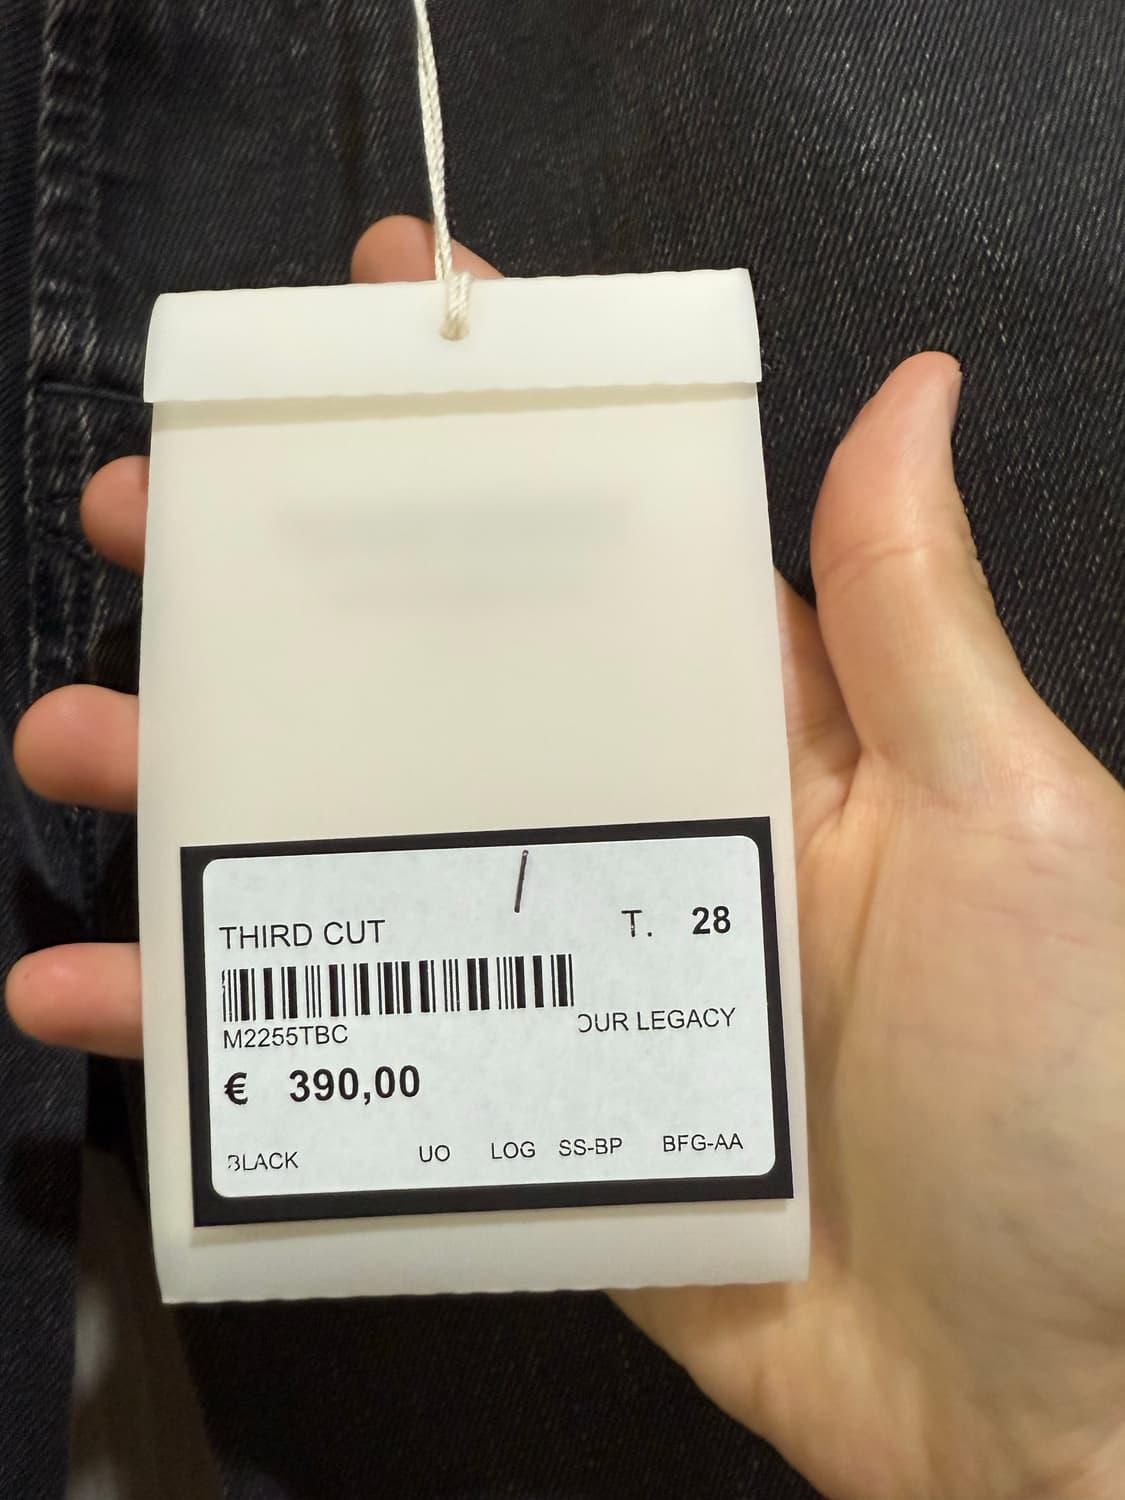 THIRD CUT T. 28
M2255TBC OUR LEGACY
€ 390,00
BLACK UO LOG SS-BP BFG-AA